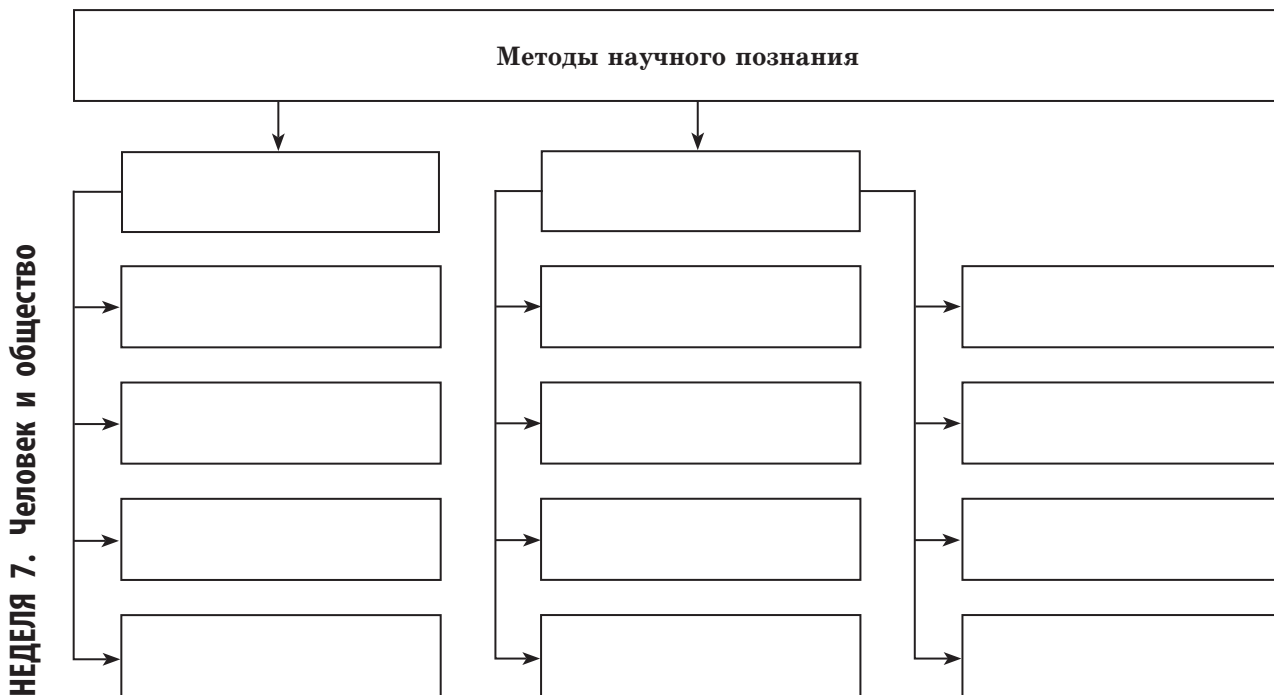 Методы научного познания
НЕДЕЛЯ 7. Человек и общество